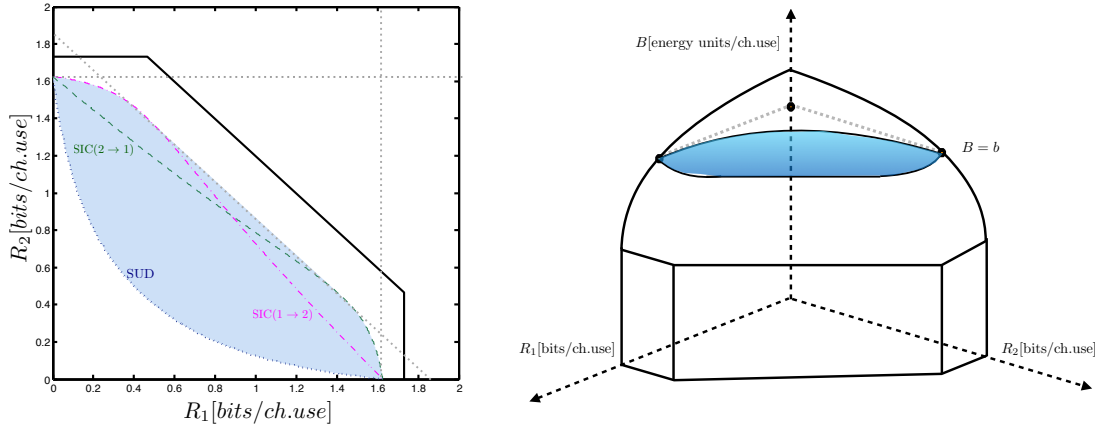 2
1.8
1.6
1.4
1.2
1
0.8
0.6
0.4
0.2
0
R₂[bits/ch.use]
SIC(2 → 1)
SUD
SIC(1 → 2)
0 0.2 0.4 0.6 0.8 1 1.2 1.4 1.6 1.8 2
R₁[bits/ch.use]
B[energy units/ch.use]
B = b
R₁[bits/ch.use]
R₂[bits/ch.use]